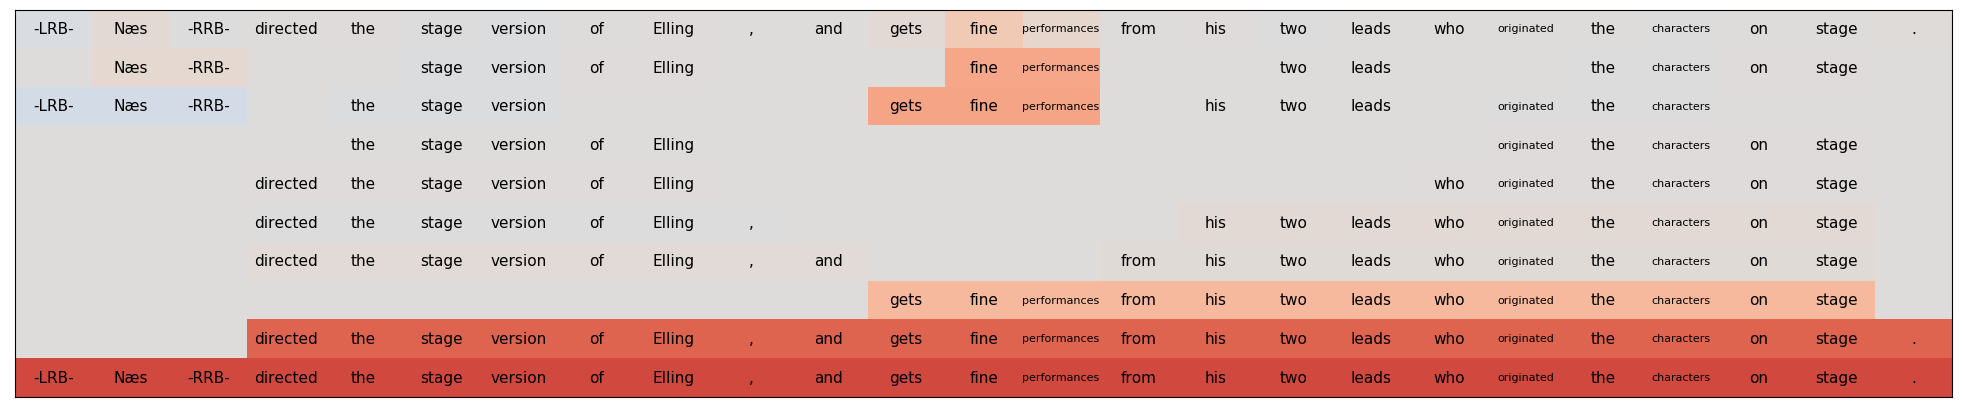 -LRB- Næs -RRB- directed the stage version of Elling , and gets fine performances from his two leads who originated the characters on stage .
Næs -RRB- stage version of Elling fine performances two leads the characters on stage
-LRB- Næs -RRB- the stage version gets fine performances his two leads originated the characters
the stage version of Elling originated the characters on stage
directed the stage version of Elling who originated the characters on stage
directed the stage version of Elling , his two leads who originated the characters on stage
directed the stage version of Elling , and from his two leads who originated the characters on stage
gets fine performances from his two leads who originated the characters on stage
directed the stage version of Elling , and gets fine performances from his two leads who originated the characters on stage .
-LRB- Næs -RRB- directed the stage version of Elling , and gets fine performances from his two leads who originated the characters on stage .